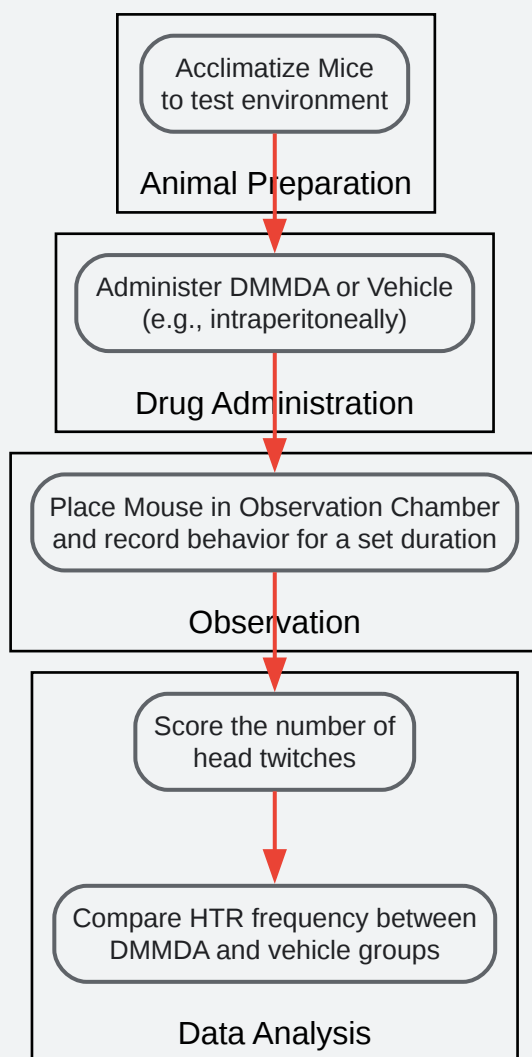 Acclimatize Mice
to test environment
Animal Preparation
Administer DMMDA or Vehicle
(e.g., intraperitoneally)
Drug Administration
Place Mouse in Observation Chamber
and record behavior for a set duration
Observation
Score the number of
head twitches
Compare HTR frequency between
DMMDA and vehicle groups
Data Analysis